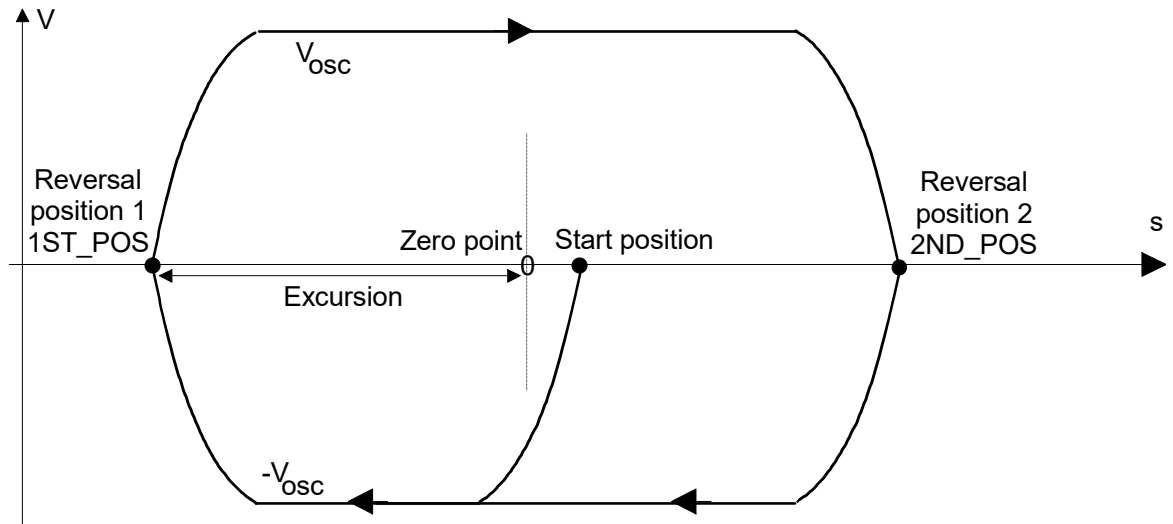 V
Vosc
Reversal
position 1
1ST_POS
Reversal
position 2
2ND_POS
s
Zero point
0
Start position
Excursion
-Vosc